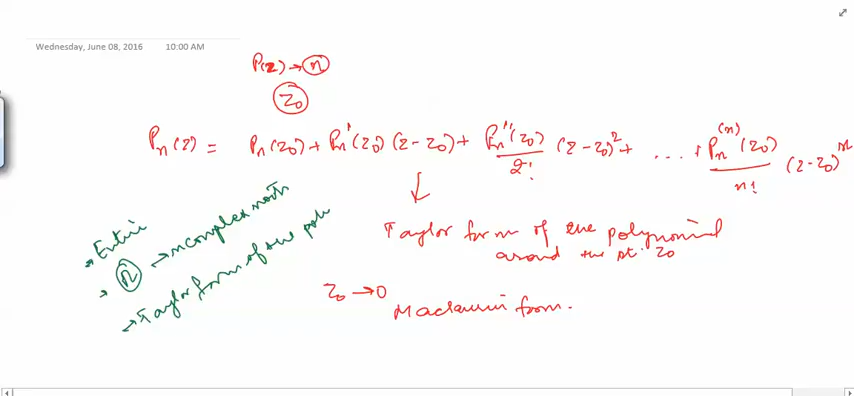 Wednesday, June 08, 2016 10:00 AM
P(z) → n
z₀
Pₙ(z) = Pₙ(z₀) + Pₙ'(z₀) (z - z₀) + Pₙ''(z₀)/2! (z - z₀)² + ... + Pₙ⁽ⁿ⁾(z₀)/n! (z - z₀)ⁿ
↓
Taylor form of the polynomial
around the pt. z₀
z₀ → 0
Maclaurin form.
→ Entire
→ n → n complex roots
→ Taylor form of the poly